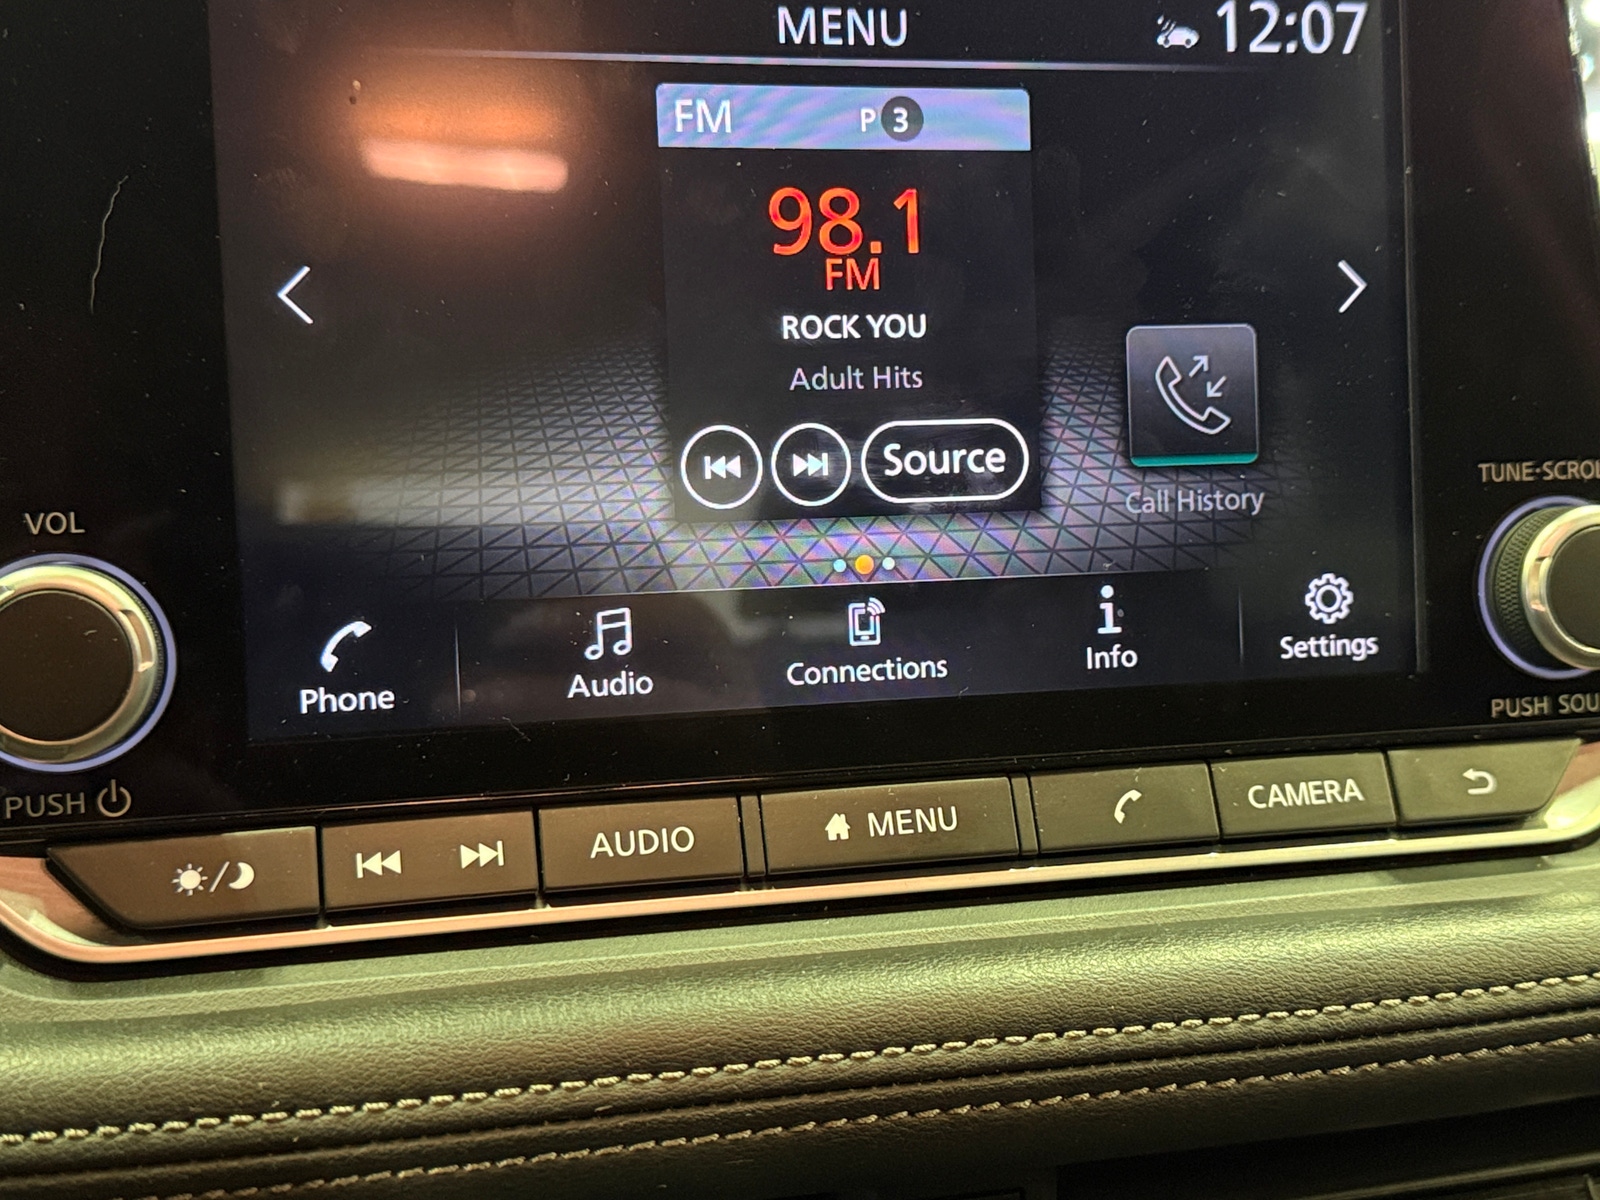 MENU
12:07
FM P 3
98.1
FM
ROCK YOU
Adult Hits
Source
Call History
Phone
Audio
Connections
Info
Settings
VOL
PUSH
TUNE·SCROL
PUSH SOU
AUDIO
MENU
CAMERA